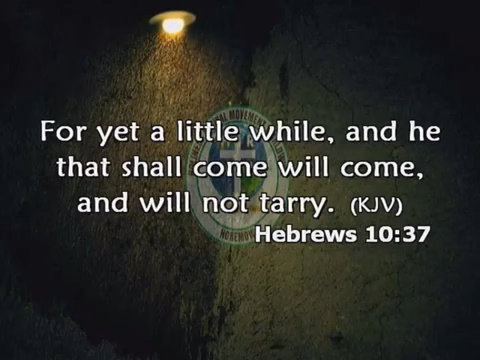 For yet a little while, and he
that shall come will come,
and will not tarry. (KJV)
Hebrews 10:37